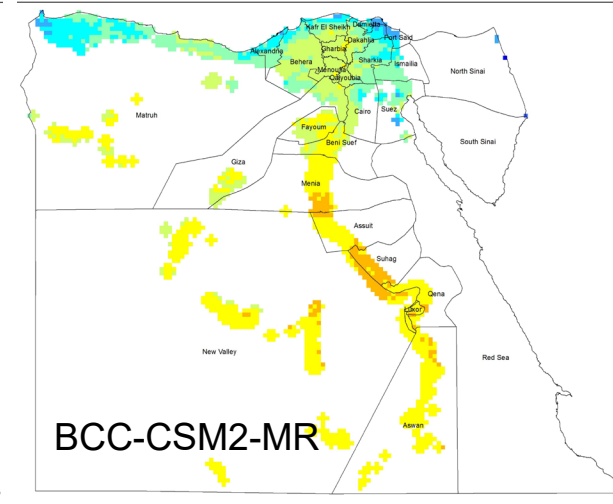 Kafr El Sheikh
Damietta
Dakahlia
Port Said
Alexandria
Gharbia
Behera
Sharkia
Ismailia
Menoufia
Qalyoubia
North Sinai
Matruh
Cairo
Suez
Fayoum
South Sinai
Beni Suef
Giza
Menia
Assuit
Suhag
Qena
Luxor
New Valley
Red Sea
Aswan
BCC-CSM2-MR